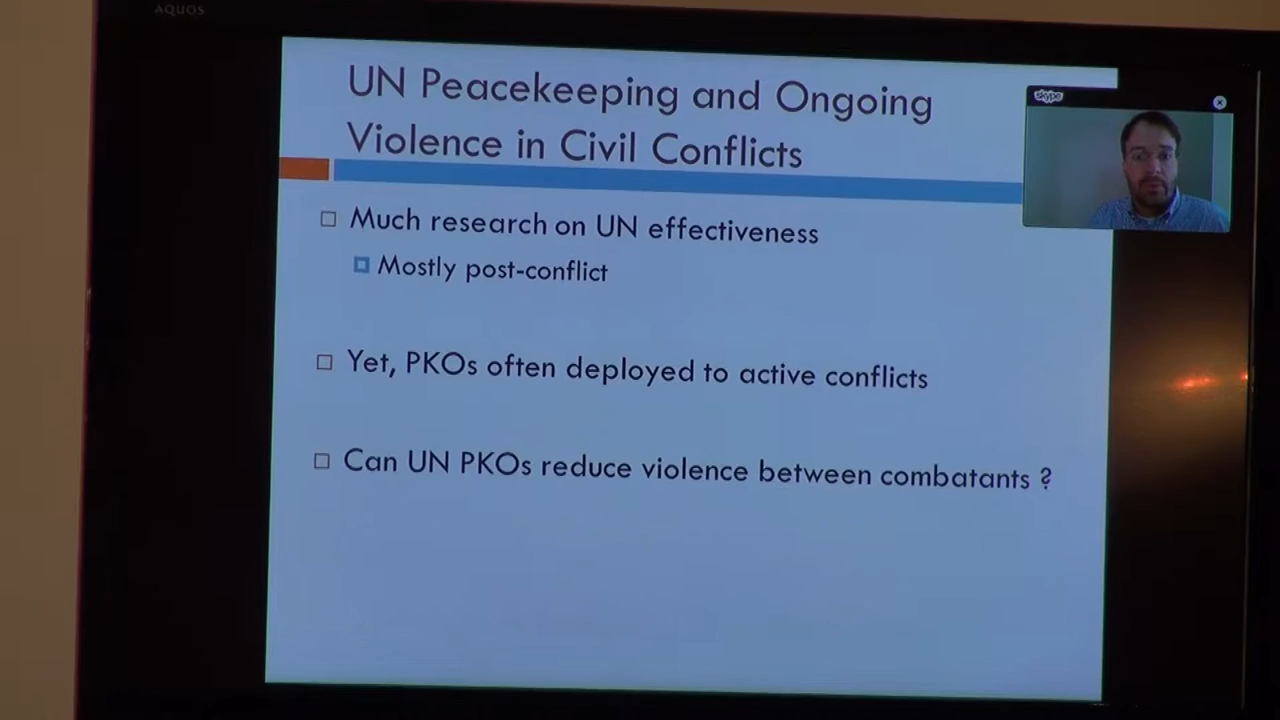 AQUOS
UN Peacekeeping and Ongoing
Violence in Civil Conflicts
skype
Much research on UN effectiveness
Mostly post-conflict
Yet, PKOs often deployed to active conflicts
Can UN PKOs reduce violence between combatants ?